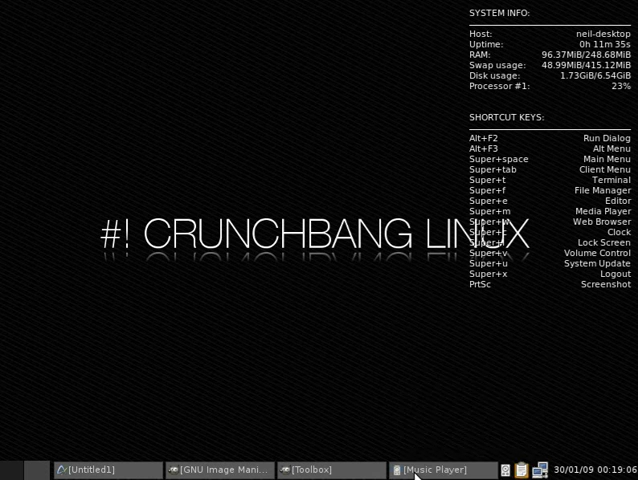 SYSTEM INFO:
Host: neil-desktop
Uptime: 0h 11m 35s
RAM: 96.37MiB/248.68MiB
Swap usage: 48.99MiB/415.12MiB
Disk usage: 1.73GiB/6.54GiB
Processor #1: 23%
SHORTCUT KEYS:
Alt+F2 Run Dialog
Alt+F3 Alt Menu
Super+space Main Menu
Super+tab Client Menu
Super+t Terminal
Super+f File Manager
Super+e Editor
Super+m Media Player
Web Browser
Clock
Lock Screen
Super+v Volume Control
Super+u System Update
Super+x Logout
PrtSc Screenshot
#! CRUNCHBANG LINUX
[Untitled1] [GNU Image Mani... [Toolbox] [Music Player] 30/01/09 00:19:06